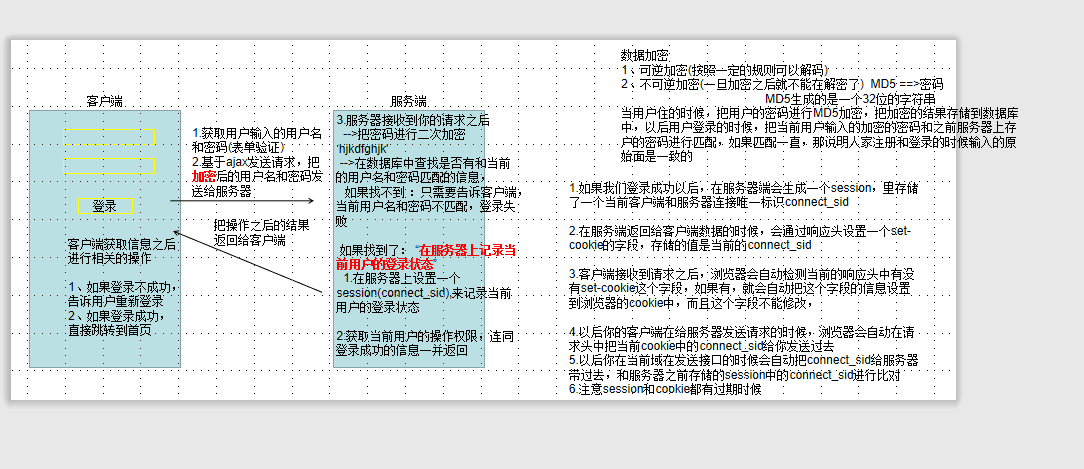 数据加密
1、可逆加密(按照一定的规则可以解码)
2、不可逆加密(一旦加密之后就不能在解密了) MD5 ==>密码
MD5生成的是一个32位的字符串
当用户住的时候，把用户的密码进行MD5加密，把加密的结果存储到数据库
中，以后用户登录的时候，把当前用户输入的加密的密码和之前服务器上存
户的密码进行匹配，如果匹配一直，那说明人家注册和登录的时候输入的原
始面是一致的
客户端
登录
客户端获取信息之后
进行相关的操作
1、如果登录不成功，
告诉用户重新登录
2、如果登录成功，
直接跳转到首页
1.获取用户输入的用户名
和密码(表单验证)
2.基于ajax发送请求，把
加密后的用户名和密码发
送给服务器
把操作之后的结果
返回给客户端
服务端
3.服务器接收到你的请求之后
-->把密码进行二次加密
'hjkdfghjk'
-->在数据库中查找是否有和当前
的用户名和密码匹配的信息，
如果找不到：只需要告诉客户端，
当前用户名和密码不匹配，登录失
败
如果找到了： “在服务器上记录当
前用户的登录状态”
1.在服务器上设置一个
session(connect_sid),来记录当前
用户的登录状态
2.获取当前用户的操作权限，连同
登录成功的信息一并返回
1.如果我们登录成功以后，在服务器端会生成一个session，里存储
了一个当前客户端和服务器连接唯一标识connect_sid
2.在服务端返回给客户端数据的时候，会通过响应头设置一个set-
cookie的字段，存储的值是当前的connect_sid
3.客户端接收到请求之后，浏览器会自动检测当前的响应头中有没
有set-cookie这个字段，如果有，就会自动把这个字段的信息设置
到浏览器的cookie中，而且这个字段不能修改，
4.以后你的客户端在给服务器发送请求的时候，浏览器会自动在请
求头中把当前cookie中的connect_sid给你发送过去
5.以后你在当前域在发送接口的时候会自动把connect_sid给服务器
带过去，和服务器之前存储的session中的connect_sid进行比对
6.注意session和cookie都有过期时候